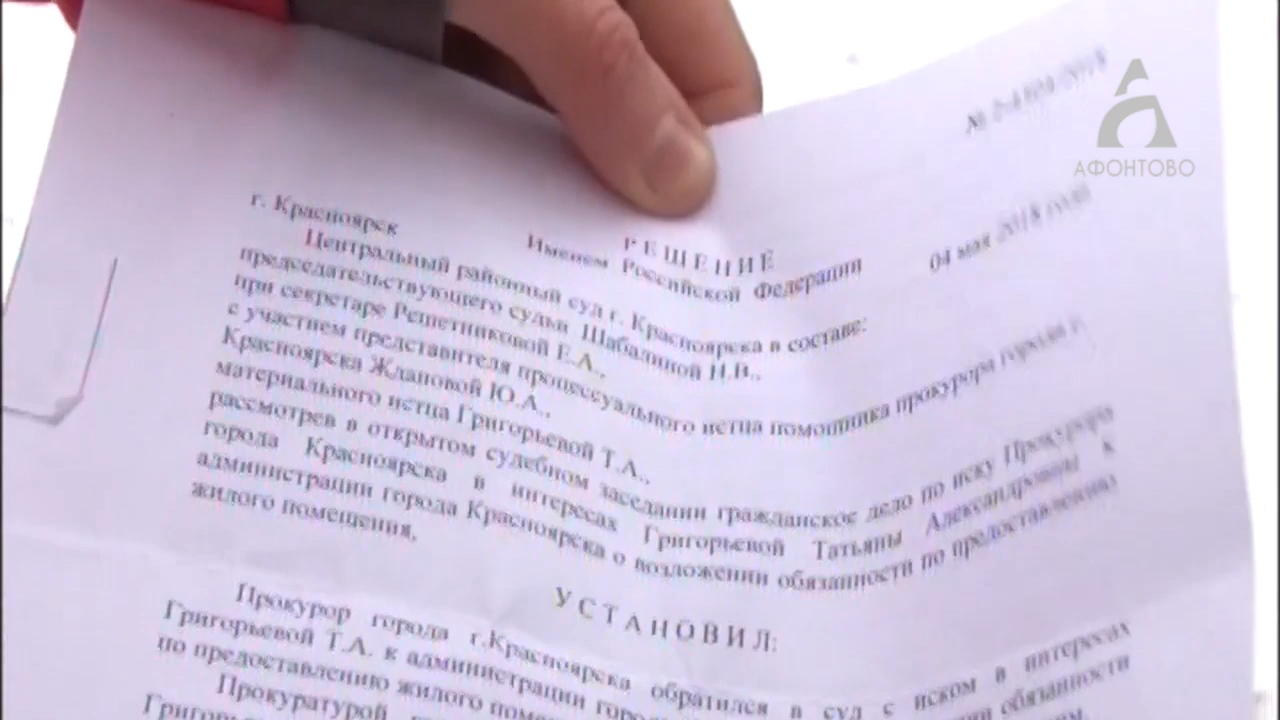 АФОНТОВО
РЕШЕНИЕ
Именем Российской Федерации
г. Красноярск
04 мая 2018 года
Центральный районный суд г. Красноярска в составе:
председательствующего судьи Шабалиной Н.В.,
при секретаре Решетниковой Е.А.,
с участием представителя процессуального истца помощника прокурора города г.
Красноярска Ждановой Ю.А.,
материального истца Григорьевой Т.А.,
рассмотрев в открытом судебном заседании гражданское дело по иску Прокурора
города Красноярска в интересах Григорьевой Татьяны Александровны к
администрации города Красноярска о возложении обязанности по предоставлению
жилого помещения,
УСТАНОВИЛ:
Прокурор города г.Красноярска обратился в суд с иском в интересах
Григорьевой Т.А. к администрации обязанности
по предоставлению жилого
Прокуратурой